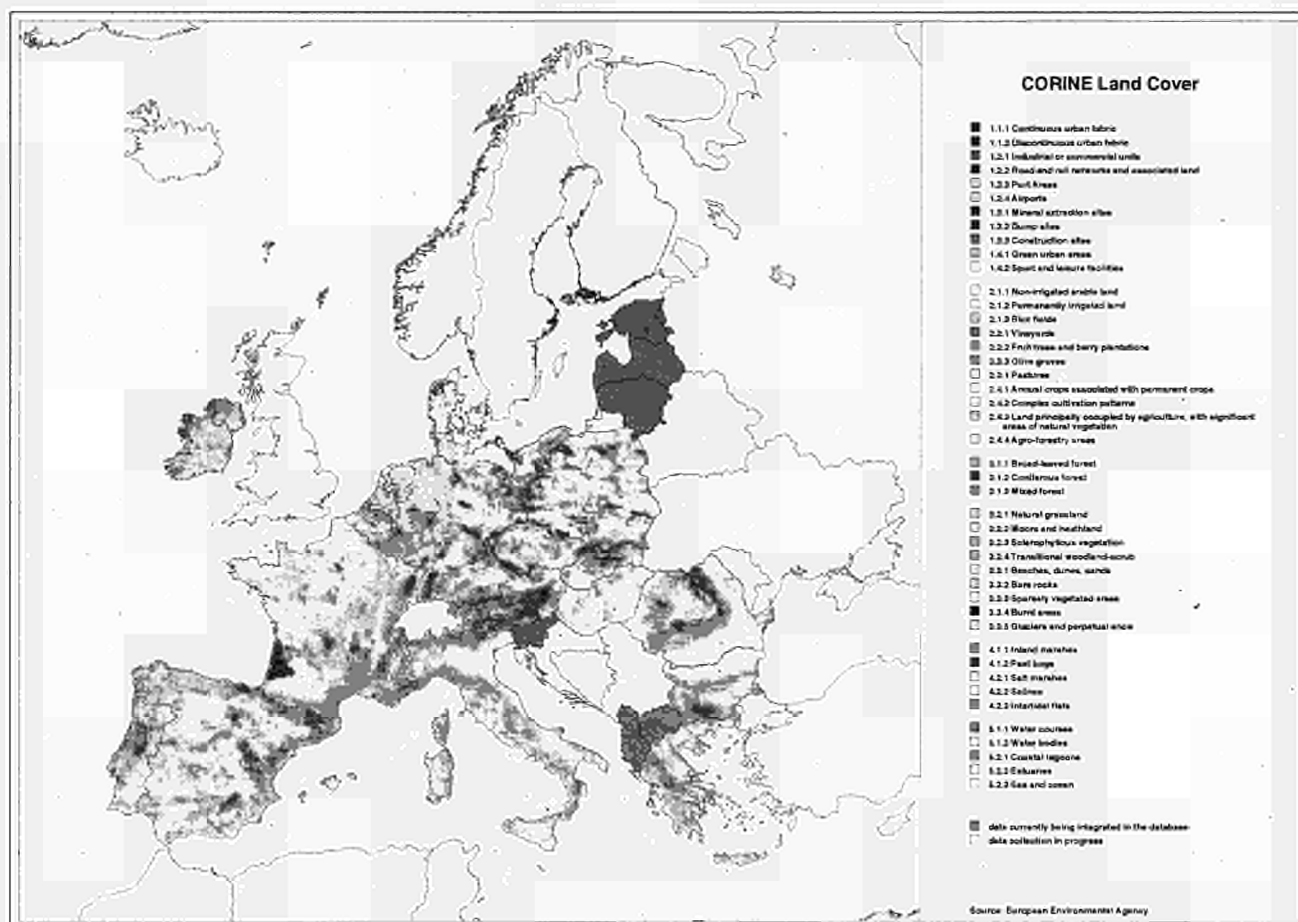 CORINE Land Cover
1.1.1 Continuous urban fabric
1.1.2 Discontinuous urban fabric
1.2.1 Industrial or commercial units
1.2.2 Road and rail networks and associated land
1.2.3 Port Areas
1.2.4 Airports
1.3.1 Mineral extraction sites
1.3.2 Dump sites
1.3.3 Construction sites
1.4.1 Green urban areas
1.4.2 Sport and leisure facilities
2.1.1 Non-irrigated arable land
2.1.2 Permanently irrigated land
2.1.3 Rice fields
2.2.1 Vineyards
2.2.2 Fruit trees and berry plantations
2.2.3 Olive groves
2.3.1 Pastures
2.4.1 Annual crops associated with permanent crops
2.4.2 Complex cultivation patterns
2.4.3 Land principally occupied by agriculture, with significant
areas of natural vegetation
2.4.4 Agro-forestry areas
3.1.1 Broad-leaved forest
3.1.2 Coniferous forest
3.1.3 Mixed forest
3.2.1 Natural grassland
3.2.2 Moors and heathland
3.2.3 Sclerophyllous vegetation
3.2.4 Transitional woodland-scrub
3.3.1 Beaches, dunes, sands
3.3.2 Bare rocks
3.3.3 Sparsely vegetated areas
3.3.4 Burnt areas
3.3.5 Glaciers and perpetual snow
4.1.1 Inland marshes
4.1.2 Peat bogs
4.2.1 Salt marshes
4.2.2 Salines
4.2.3 Intertidal flats
5.1.1 Water courses
5.1.2 Water bodies
5.2.1 Coastal lagoons
5.2.2 Estuaries
5.2.3 Sea and ocean
data currently being integrated in the database
data collection in progress
Source: European Environmental Agency